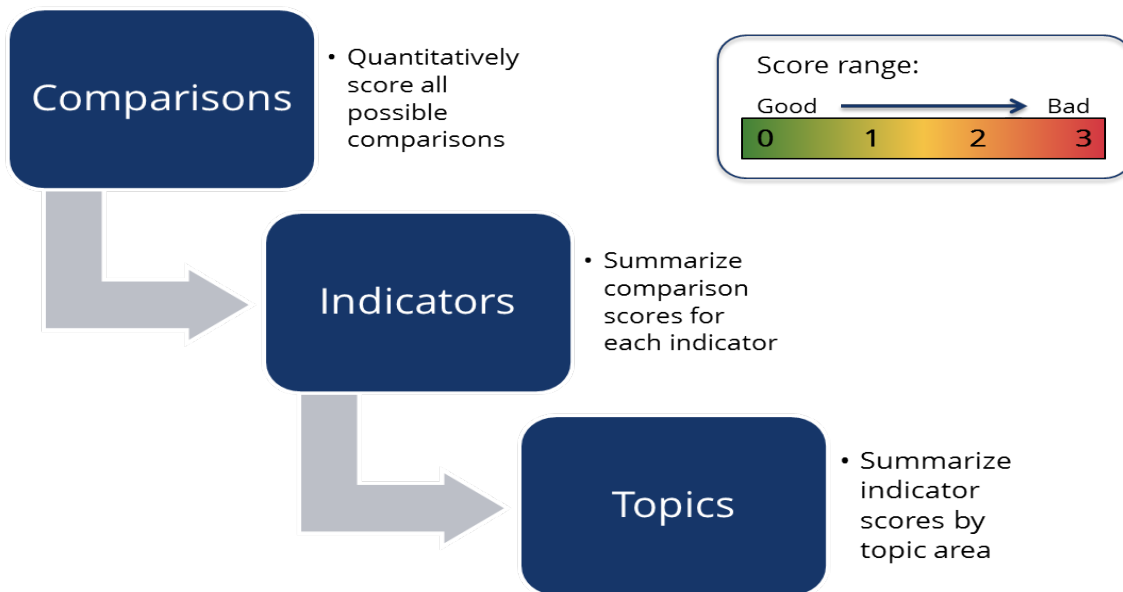 Comparisons
• Quantitatively
score all
possible
comparisons
Score range:
Good Bad
0 1 2 3
Indicators
• Summarize
comparison
scores for
each indicator
Topics
• Summarize
indicator
scores by
topic area